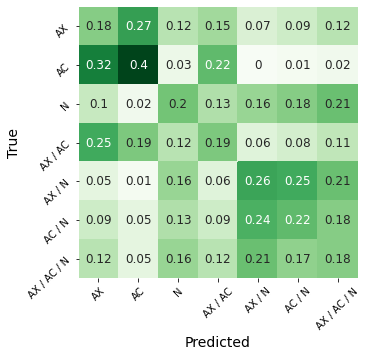 True
AX 0.18 0.27 0.12 0.15 0.07 0.09 0.12
AC 0.32 0.4 0.03 0.22 0 0.01 0.02
N 0.1 0.02 0.2 0.13 0.16 0.18 0.21
AX / AC 0.25 0.19 0.12 0.19 0.06 0.08 0.11
AX / N 0.05 0.01 0.16 0.06 0.26 0.25 0.21
AC / N 0.09 0.05 0.13 0.09 0.24 0.22 0.18
AX / AC / N 0.12 0.05 0.16 0.12 0.21 0.17 0.18
AX AC N AX / AC AX / N AC / N AX / AC / N
Predicted